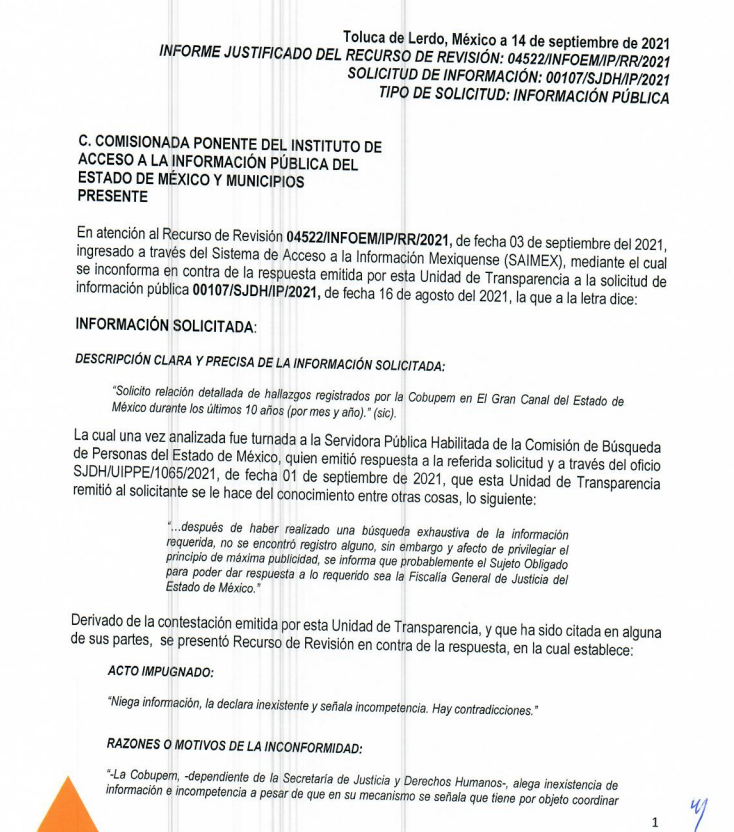 Toluca de Lerdo, México a 14 de septiembre de 2021
INFORME JUSTIFICADO DEL RECURSO DE REVISIÓN: 04522/INFOEM/IP/RR/2021
SOLICITUD DE INFORMACIÓN: 00107/SJDH/IP/2021
TIPO DE SOLICITUD: INFORMACIÓN PÚBLICA
C. COMISIONADA PONENTE DEL INSTITUTO DE
ACCESO A LA INFORMACIÓN PÚBLICA DEL
ESTADO DE MÉXICO Y MUNICIPIOS
PRESENTE
En atención al Recurso de Revisión 04522/INFOEM/IP/RR/2021, de fecha 03 de septiembre del 2021,
ingresado a través del Sistema de Acceso a la Información Mexiquense (SAIMEX), mediante el cual
se inconforma en contra de la respuesta emitida por esta Unidad de Transparencia a la solicitud de
información pública 00107/SJDH/IP/2021, de fecha 16 de agosto del 2021, la que a la letra dice:
INFORMACIÓN SOLICITADA:
DESCRIPCIÓN CLARA Y PRECISA DE LA INFORMACIÓN SOLICITADA:
“Solicito relación detallada de hallazgos registrados por la Cobupem en El Gran Canal del Estado de
México durante los últimos 10 años (por mes y año).” (sic).
La cual una vez analizada fue turnada a la Servidora Pública Habilitada de la Comisión de Búsqueda
de Personas del Estado de México, quien emitió respuesta a la referida solicitud y a través del oficio
SJDH/UIPPE/1065/2021, de fecha 01 de septiembre de 2021, que esta Unidad de Transparencia
remitió al solicitante se le hace del conocimiento entre otras cosas, lo siguiente:
“...después de haber realizado una búsqueda exhaustiva de la información
requerida, no se encontró registro alguno, sin embargo y afecto de privilegiar el
principio de máxima publicidad, se informa que probablemente el Sujeto Obligado
para poder dar respuesta a lo requerido sea la Fiscalía General de Justicia del
Estado de México.”
Derivado de la contestación emitida por esta Unidad de Transparencia, y que ha sido citada en alguna
de sus partes, se presentó Recurso de Revisión en contra de la respuesta, en la cual establece:
ACTO IMPUGNADO:
“Niega información, la declara inexistente y señala incompetencia. Hay contradicciones.”
RAZONES O MOTIVOS DE LA INCONFORMIDAD:
“-La Cobupem, -dependiente de la Secretaría de Justicia y Derechos Humanos-, alega inexistencia de
información e incompetencia a pesar de que en su mecanismo se señala que tiene por objeto coordinar
1